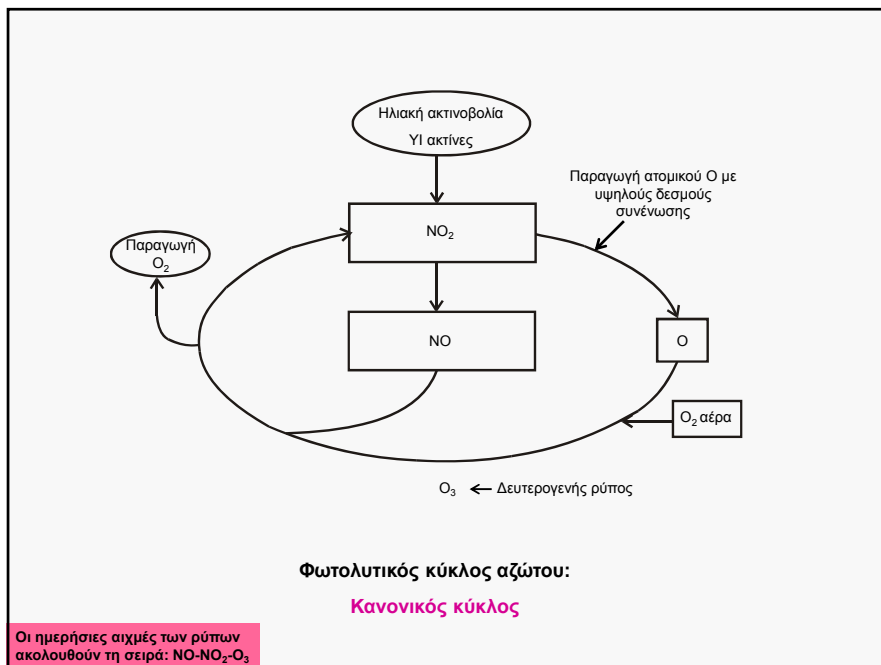 Ηλιακή ακτινοβολία
ΥΙ ακτίνες
Παραγωγή ατομικού Ο με
υψηλούς δεσμούς
συνένωσης
Παραγωγή
O₂
NO₂
NO
O
O₂ αέρα
O₃ ← Δευτερογενής ρύπος
Φωτολυτικός κύκλος αζώτου:
Κανονικός κύκλος
Οι ημερήσιες αιχμές των ρύπων
ακολουθούν τη σειρά: NO-NO₂-O₃